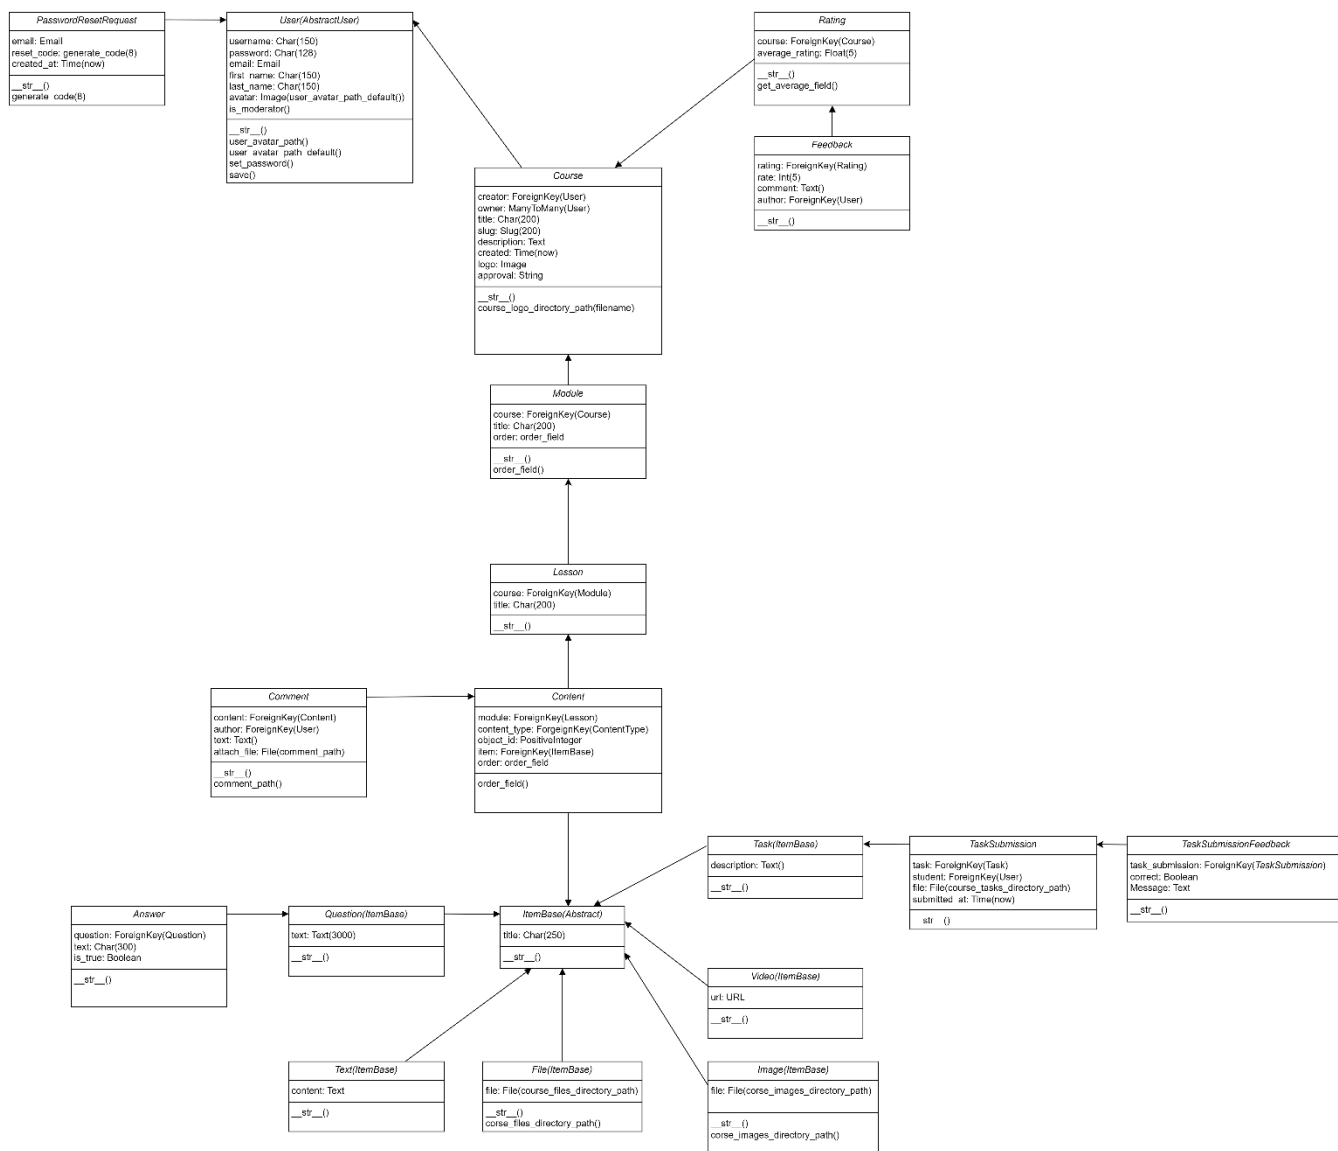 PasswordResetRequest
email: Email
reset_code: generate_code(8)
created_at: Time(now)
__str__()
generate_code(8)
User(AbstractUser)
username: Char(150)
password: Char(128)
email: Email
first_name: Char(150)
last_name: Char(150)
avatar: Image(user_avatar_path_default())
is_moderator()
__str__()
user_avatar_path()
user_avatar_path_default()
set_password()
save()
Rating
course: ForeignKey(Course)
average_rating: Float(5)
__str__()
get_average_field()
Feedback
rating: ForeignKey(Rating)
rate: Int(5)
comment: Text()
author: ForeignKey(User)
__str__()
Course
creator: ForeignKey(User)
owner: ManyToMany(User)
title: Char(200)
slug: Slug(200)
description: Text
created: Time(now)
logo: Image
approval: String
__str__()
course_logo_directory_path(filename)
Module
course: ForeignKey(Course)
title: Char(200)
order: order_field
__str__()
order_field()
Lesson
course: ForeignKey(Module)
title: Char(200)
__str__()
Comment
content: ForeignKey(Content)
author: ForeignKey(User)
text: Text()
attach_file: File(comment_path)
__str__()
comment_path()
Content
module: ForeignKey(Lesson)
content_type: ForgeignKey(ContentType)
object_id: PositiveInteger
item: ForeignKey(ItemBase)
order: order_field
order_field()
Task(ItemBase)
description: Text()
__str__()
TaskSubmission
task: ForeignKey(Task)
student: ForeignKey(User)
file: File(course_tasks_directory_path)
submitted_at: Time(now)
__str__()
TaskSubmissionFeedback
task_submission: ForeignKey(TaskSubmission)
correct: Boolean
Message: Text
__str__()
Answer
question: ForeignKey(Question)
text: Char(300)
is_true: Boolean
__str__()
Question(ItemBase)
text: Text(3000)
__str__()
ItemBase(Abstract)
title: Char(250)
__str__()
Video(ItemBase)
url: URL
__str__()
Text(ItemBase)
content: Text
__str__()
File(ItemBase)
file: File(course_files_directory_path)
__str__()
corse_files_directory_path()
Image(ItemBase)
file: File(corse_images_directory_path)
__str__()
corse_images_directory_path()